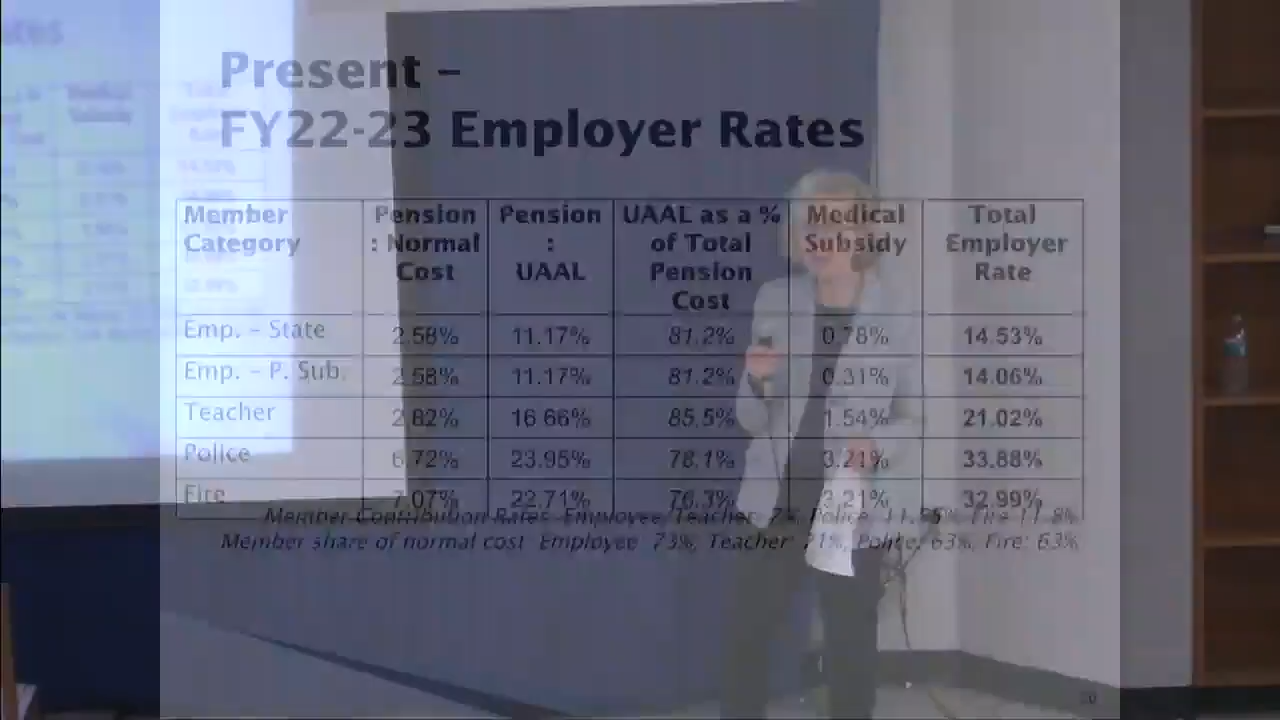 Present –
FY22-23 Employer Rates
Member Category | Pension : Normal Cost | Pension : UAAL | UAAL as a % of Total Pension Cost | Medical Subsidy | Total Employer Rate
Emp. – State 2.58% 11.17% 81.2% 0.78% 14.53%
Emp. – P. Sub. 2.58% 11.17% 81.2% 0.31% 14.06%
Teacher 2.82% 16.66% 85.5% 1.54% 21.02%
Police 6.72% 23.95% 78.1% 3.21% 33.88%
Fire 7.07% 22.71% 76.3% 3.21% 32.99%
Member Contribution Rates: Employee/Teacher: 7%, Police: Fire 11.8%
Member share of normal cost Employee 73%, Teacher: 71%, Police: 63%, Fire: 63%